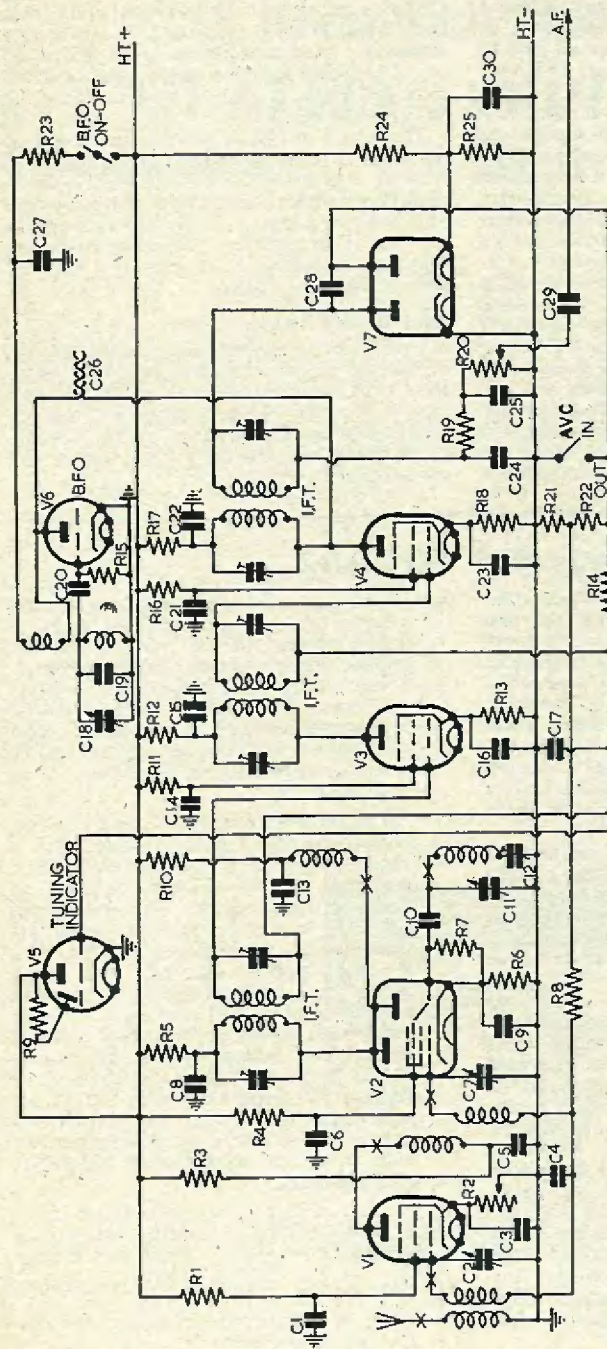 HT+
HT-
A.F.
R23
B.F.O.
ON-OFF
C27
R24
R25
C30
C28
V7
C29
R20
C25
R19
C24
AVC
IN
OUT
C26
V6
B.F.O
C20
R15
C19
C18
R17
C22
R16
C21
I.F.T.
V4
R18
C23
R21
R22
R14
R12
C15
R11
C14
I.F.T.
V3
R13
C16
C17
TUNING
INDICATOR
V5
R9
R10
C13
C12
C11
C10
R7
R6
C9
R8
I.F.T.
R5
C8
V2
C7
R4
C6
R3
C5
C4
R2
C3
V1
C2
R1
C1